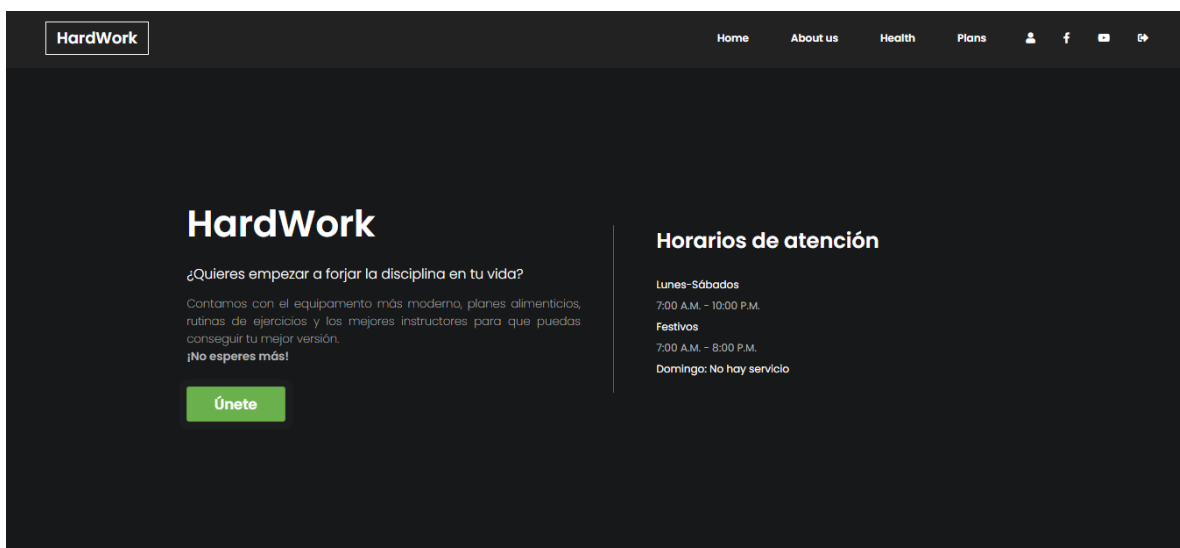 HardWork
Home About us Health Plans
HardWork
¿Quieres empezar a forjar la disciplina en tu vida?
Contamos con el equipamento más moderno, planes alimenticios,
rutinas de ejercicios y los mejores instructores para que puedas
conseguir tu mejor versión.
¡No esperes más!
Únete
Horarios de atención
Lunes-Sábados
7:00 A.M. - 10:00 P.M.
Festivos
7:00 A.M. - 8:00 P.M.
Domingo: No hay servicio